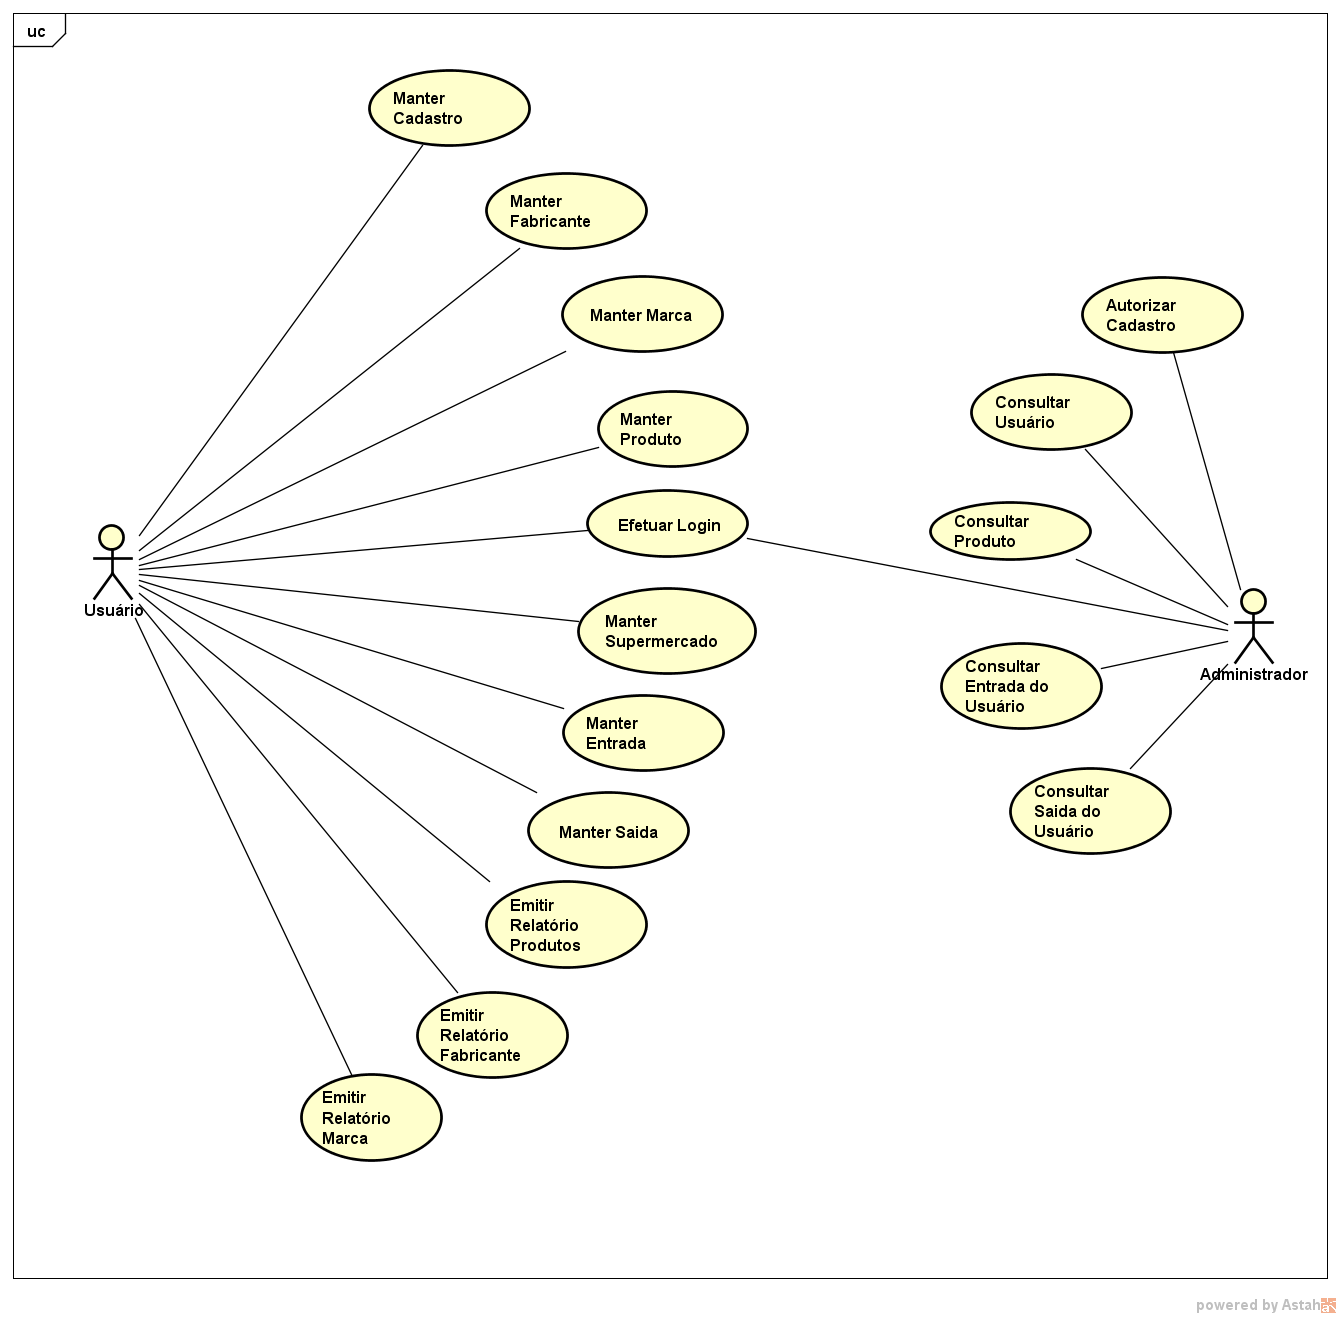 uc
Manter
Cadastro
Manter
Fabricante
Manter Marca
Autorizar
Cadastro
Consultar
Usuário
Manter
Produto
Efetuar Login
Consultar
Produto
Usuário
Manter
Supermercado
Administrador
Consultar
Entrada do
Usuário
Manter
Entrada
Consultar
Saida do
Usuário
Manter Saida
Emitir
Relatório
Produtos
Emitir
Relatório
Fabricante
Emitir
Relatório
Marca
powered by Astah